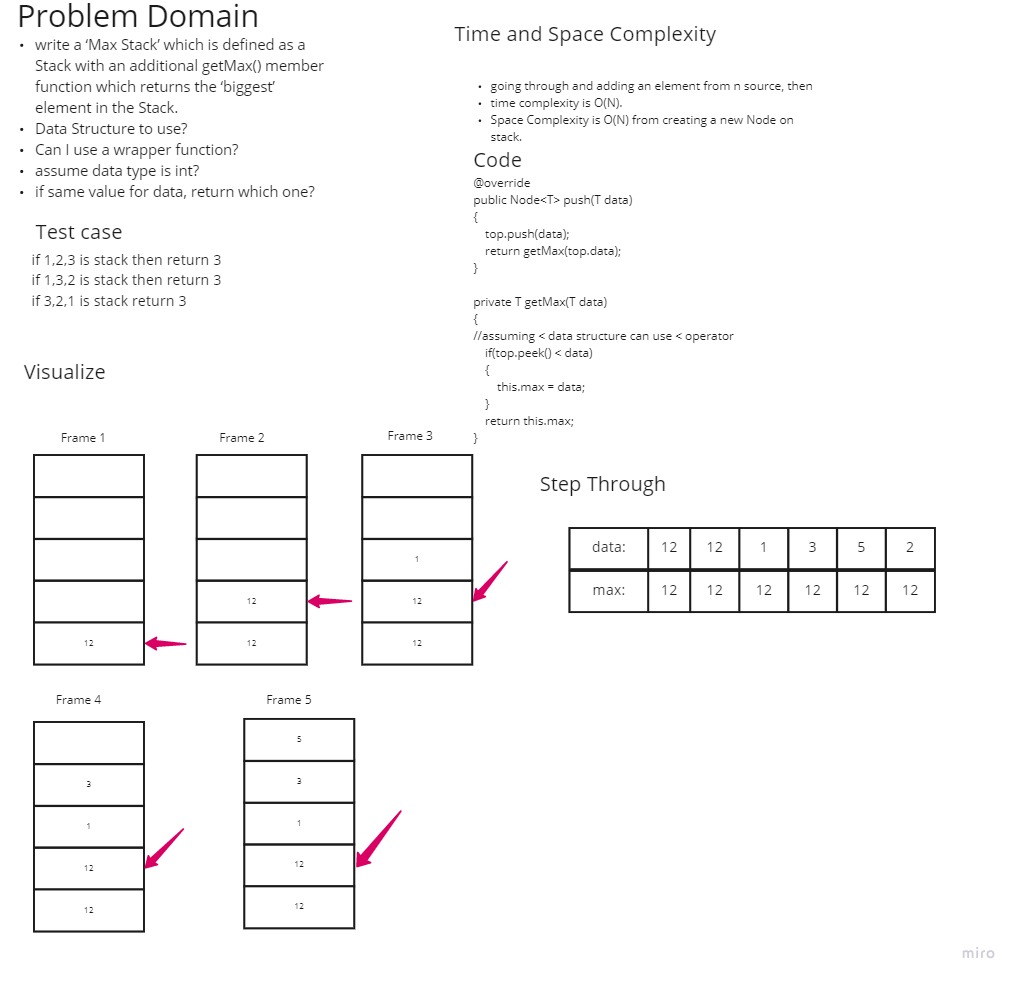 Problem Domain
• write a ‘Max Stack’ which is defined as a
Stack with an additional getMax() member
function which returns the ‘biggest’
element in the Stack.
• Data Structure to use?
• Can I use a wrapper function?
• assume data type is int?
• if same value for data, return which one?
Test case
if 1,2,3 is stack then return 3
if 1,3,2 is stack then return 3
if 3,2,1 is stack return 3
Time and Space Complexity
• going through and adding an element from n source, then
• time complexity is O(N).
• Space Complexity is O(N) from creating a new Node on
stack.
Code
@override
public Node<T> push(T data)
{
top.push(data);
return getMax(top.data);
}
private T getMax(T data)
{
//assuming < data structure can use < operator
if(top.peek() < data)
{
this.max = data;
}
return this.max;
}
Visualize
Frame 1
12
Frame 2
12
12
Frame 3
1
12
12
Step Through
data: 12 12 1 3 5 2
max: 12 12 12 12 12 12
Frame 4
3
1
12
12
Frame 5
5
3
1
12
12
miro